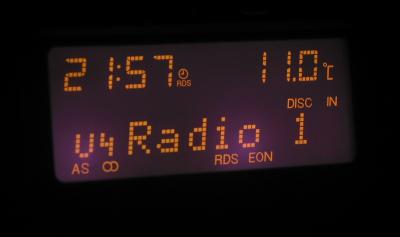 21:57 RDS 11.0°C
DISC IN
U4 Radio 1
AS RDS EON